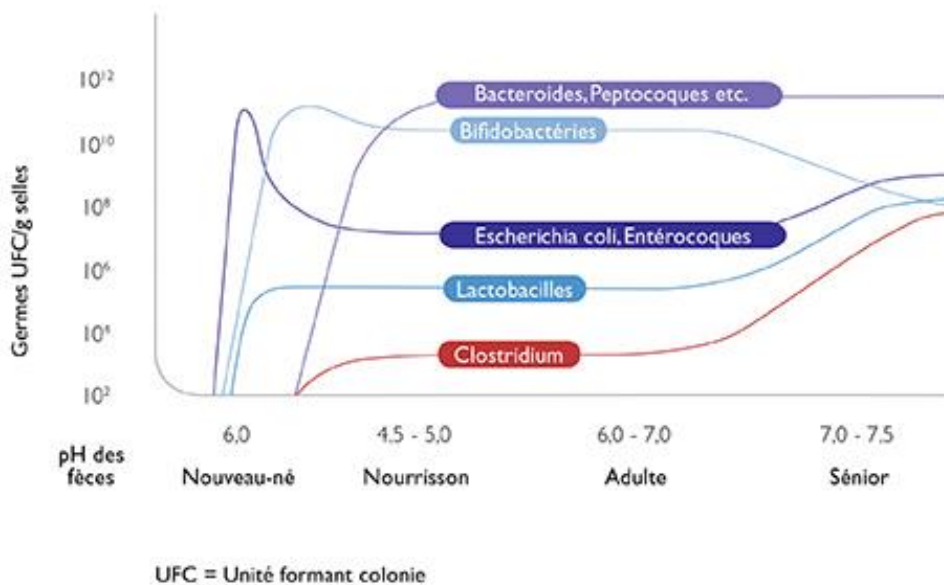 Germes UFC/g selles
10¹²
10¹⁰
10⁸
10⁶
10⁴
10²
Bacteroides, Peptocoques etc.
Bifidobactéries
Escherichia coli, Entérocoques
Lactobacilles
Clostridium
pH des
fèces
6,0
4,5 - 5,0
6,0 - 7,0
7,0 - 7,5
Nouveau-né
Nourrisson
Adulte
Sénior
UFC = Unité formant colonie